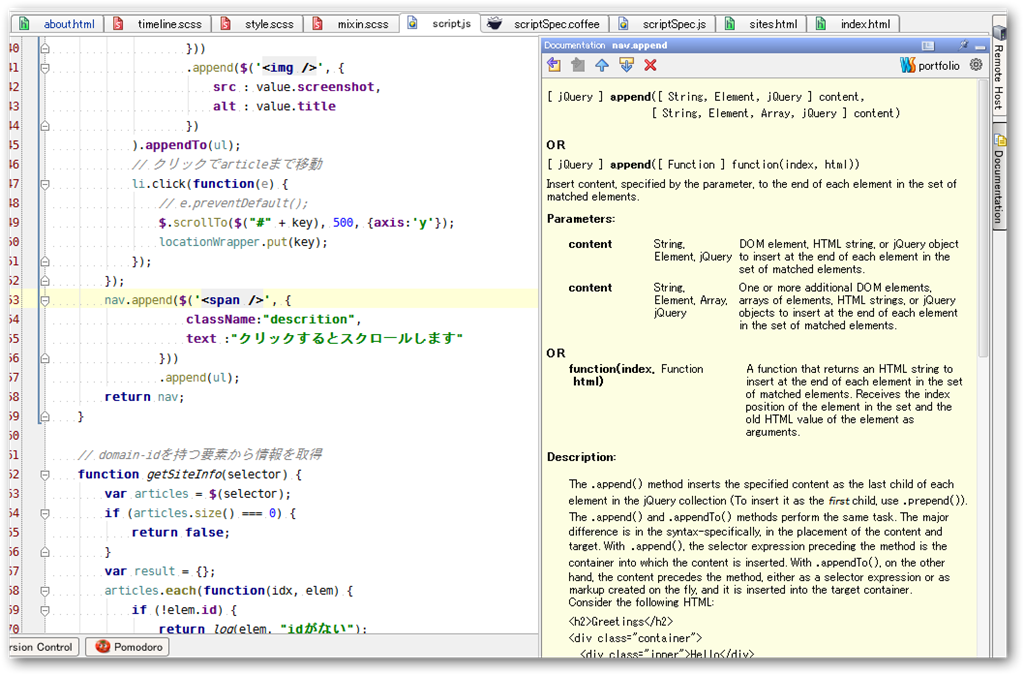 about.html timeline.scss style.scss mixin.scss script.js scriptSpec.coffee scriptSpec.js sites.html index.html
40 }))
41 .append($('<img />', {
42 src : value.screenshot,
43 alt : value.title
44 })
45 ).appendTo(ul);
46 // クリックでarticleまで移動
47 li.click(function(e) {
48 // e.preventDefault();
49 $.scrollTo($("#" + key), 500, {axis:'y'});
50 locationWrapper.put(key);
51 });
52 });
53 nav.append($('<span />', {
54 className:"descrition",
55 text :"クリックするとスクロールします"
56 }))
57 .append(ul);
58 return nav;
59 }
60
61 // domain-idを持つ要素から情報を取得
62 function getSiteInfo(selector) {
63 var articles = $(selector);
64 if (articles.size() === 0) {
65 return false;
66 }
67 var result = {};
68 articles.each(function(idx, elem) {
69 if (!elem.id) {
70 return log(elem, "idがない");
rsion Control Pomodoro
Documentation nav.append
portfolio
[ jQuery ] append([ String, Element, jQuery ] content,
[ String, Element, Array, jQuery ] content)
OR
[ jQuery ] append([ Function ] function(index, html))
Insert content, specified by the parameter, to the end of each element in the set of
matched elements.
Parameters:
content String, DOM element, HTML string, or jQuery object
Element, jQuery to insert at the end of each element in the
set of matched elements.
content String, One or more additional DOM elements,
Element, Array, arrays of elements, HTML strings, or jQuery
jQuery objects to insert at the end of each element
in the set of matched elements.
OR
function(index, Function A function that returns an HTML string to
html) insert at the end of each element in the set
of matched elements. Receives the index
position of the element in the set and the
old HTML value of the element as
arguments.
Description:
The .append() method inserts the specified content as the last child of each
element in the jQuery collection (To insert it as the first child, use .prepend()).
The .append() and .appendTo() methods perform the same task. The major
difference is in the syntax-specifically, in the placement of the content and
target. With .append(), the selector expression preceding the method is the
container into which the content is inserted. With .appendTo(), on the other
hand, the content precedes the method, either as a selector expression or as
markup created on the fly, and it is inserted into the target container.
Consider the following HTML:
<h2>Greetings</h2>
<div class="container">
<div class="inner">Hello</div>
Remote Host
Documentation